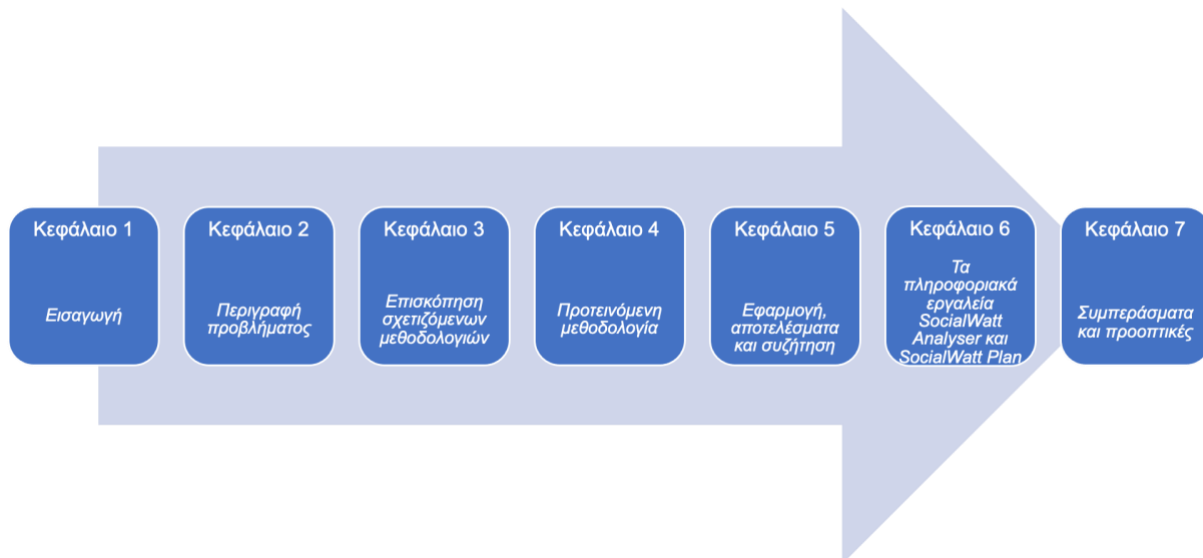 Κεφάλαιο 1
Εισαγωγή
Κεφάλαιο 2
Περιγραφή
προβλήματος
Κεφάλαιο 3
Επισκόπηση
σχετιζόμενων
μεθοδολογιών
Κεφάλαιο 4
Προτεινόμενη
μεθοδολογία
Κεφάλαιο 5
Εφαρμογή,
αποτελέσματα
και συζήτηση
Κεφάλαιο 6
Τα
πληροφοριακά
εργαλεία
SocialWatt
Analyser και
SocialWatt Plan
Κεφάλαιο 7
Συμπεράσματα
και προοπτικές